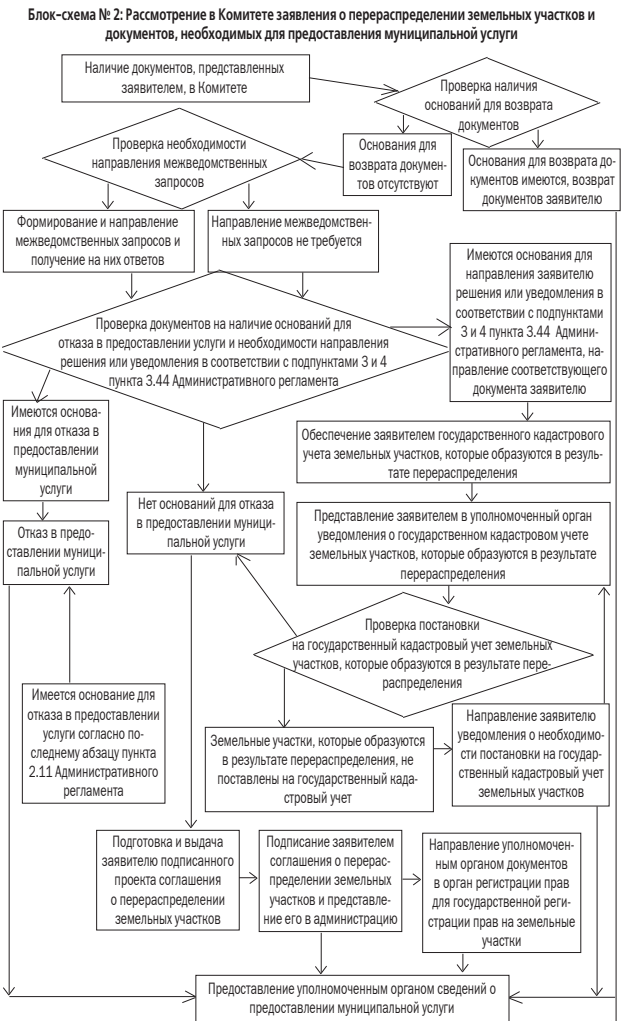 Блок-схема № 2: Рассмотрение в Комитете заявления о перераспределении земельных участков и
документов, необходимых для предоставления муниципальной услуги
Наличие документов, представленных
заявителем, в Комитете
Проверка наличия
оснований для возврата
документов
Проверка необходимости
направления межведомственных
запросов
Основания для
возврата докумен-
тов отсутствуют
Основания для возврата до-
кументов имеются, возврат
документов заявителю
Формирование и направление
межведомственных запросов и
получение на них ответов
Направление межведомствен-
ных запросов не требуется
Имеются основания для
направления заявителю
решения или уведомления в
соответствии с подпунктами
3 и 4 пункта 3.44 Админи-
стративного регламента, на-
правление соответствующего
документа заявителю
Проверка документов на наличие оснований для
отказа в предоставлении услуги и необходимости направления
решения или уведомления в соответствии с подпунктами 3 и 4
пункта 3.44 Административного регламента
Имеются основа-
ния для отказа в
предоставлении
муниципальной
услуги
Обеспечение заявителем государственного кадастрового
учета земельных участков, которые образуются в резуль-
тате перераспределения
Нет оснований для отказа
в предоставлении муници-
пальной услуги
Представление заявителем в уполномоченный орган
уведомления о государственном кадастровом учете
земельных участков, которые образуются в результате
перераспределения
Отказ в предо-
ставлении муници-
пальной услуги
Проверка постановки
на государственный кадастровый учет земельных
участков, которые образуются в результате пере-
распределения
Имеется основание для
отказа в предоставлении
услуги согласно по-
следнему абзацу пункта
2.11 Административного
регламента
Земельные участки, которые образуются
в результате перераспределения, не
поставлены на государственный када-
стровый учет
Направление заявителю
уведомления о необходимо-
сти постановки на государ-
ственный кадастровый учет
земельных участков
Подготовка и выдача
заявителю подписанного
проекта соглашения
о перераспределении
земельных участков
Подписание заявителем
соглашения о перерас-
пределении земельных
участков и представле-
ние его в администрацию
Направление уполномочен-
ным органом документов
в орган регистрации прав
для государственной реги-
страции прав на земельные
участки
Предоставление уполномоченным органом сведений о
предоставлении муниципальной услуги